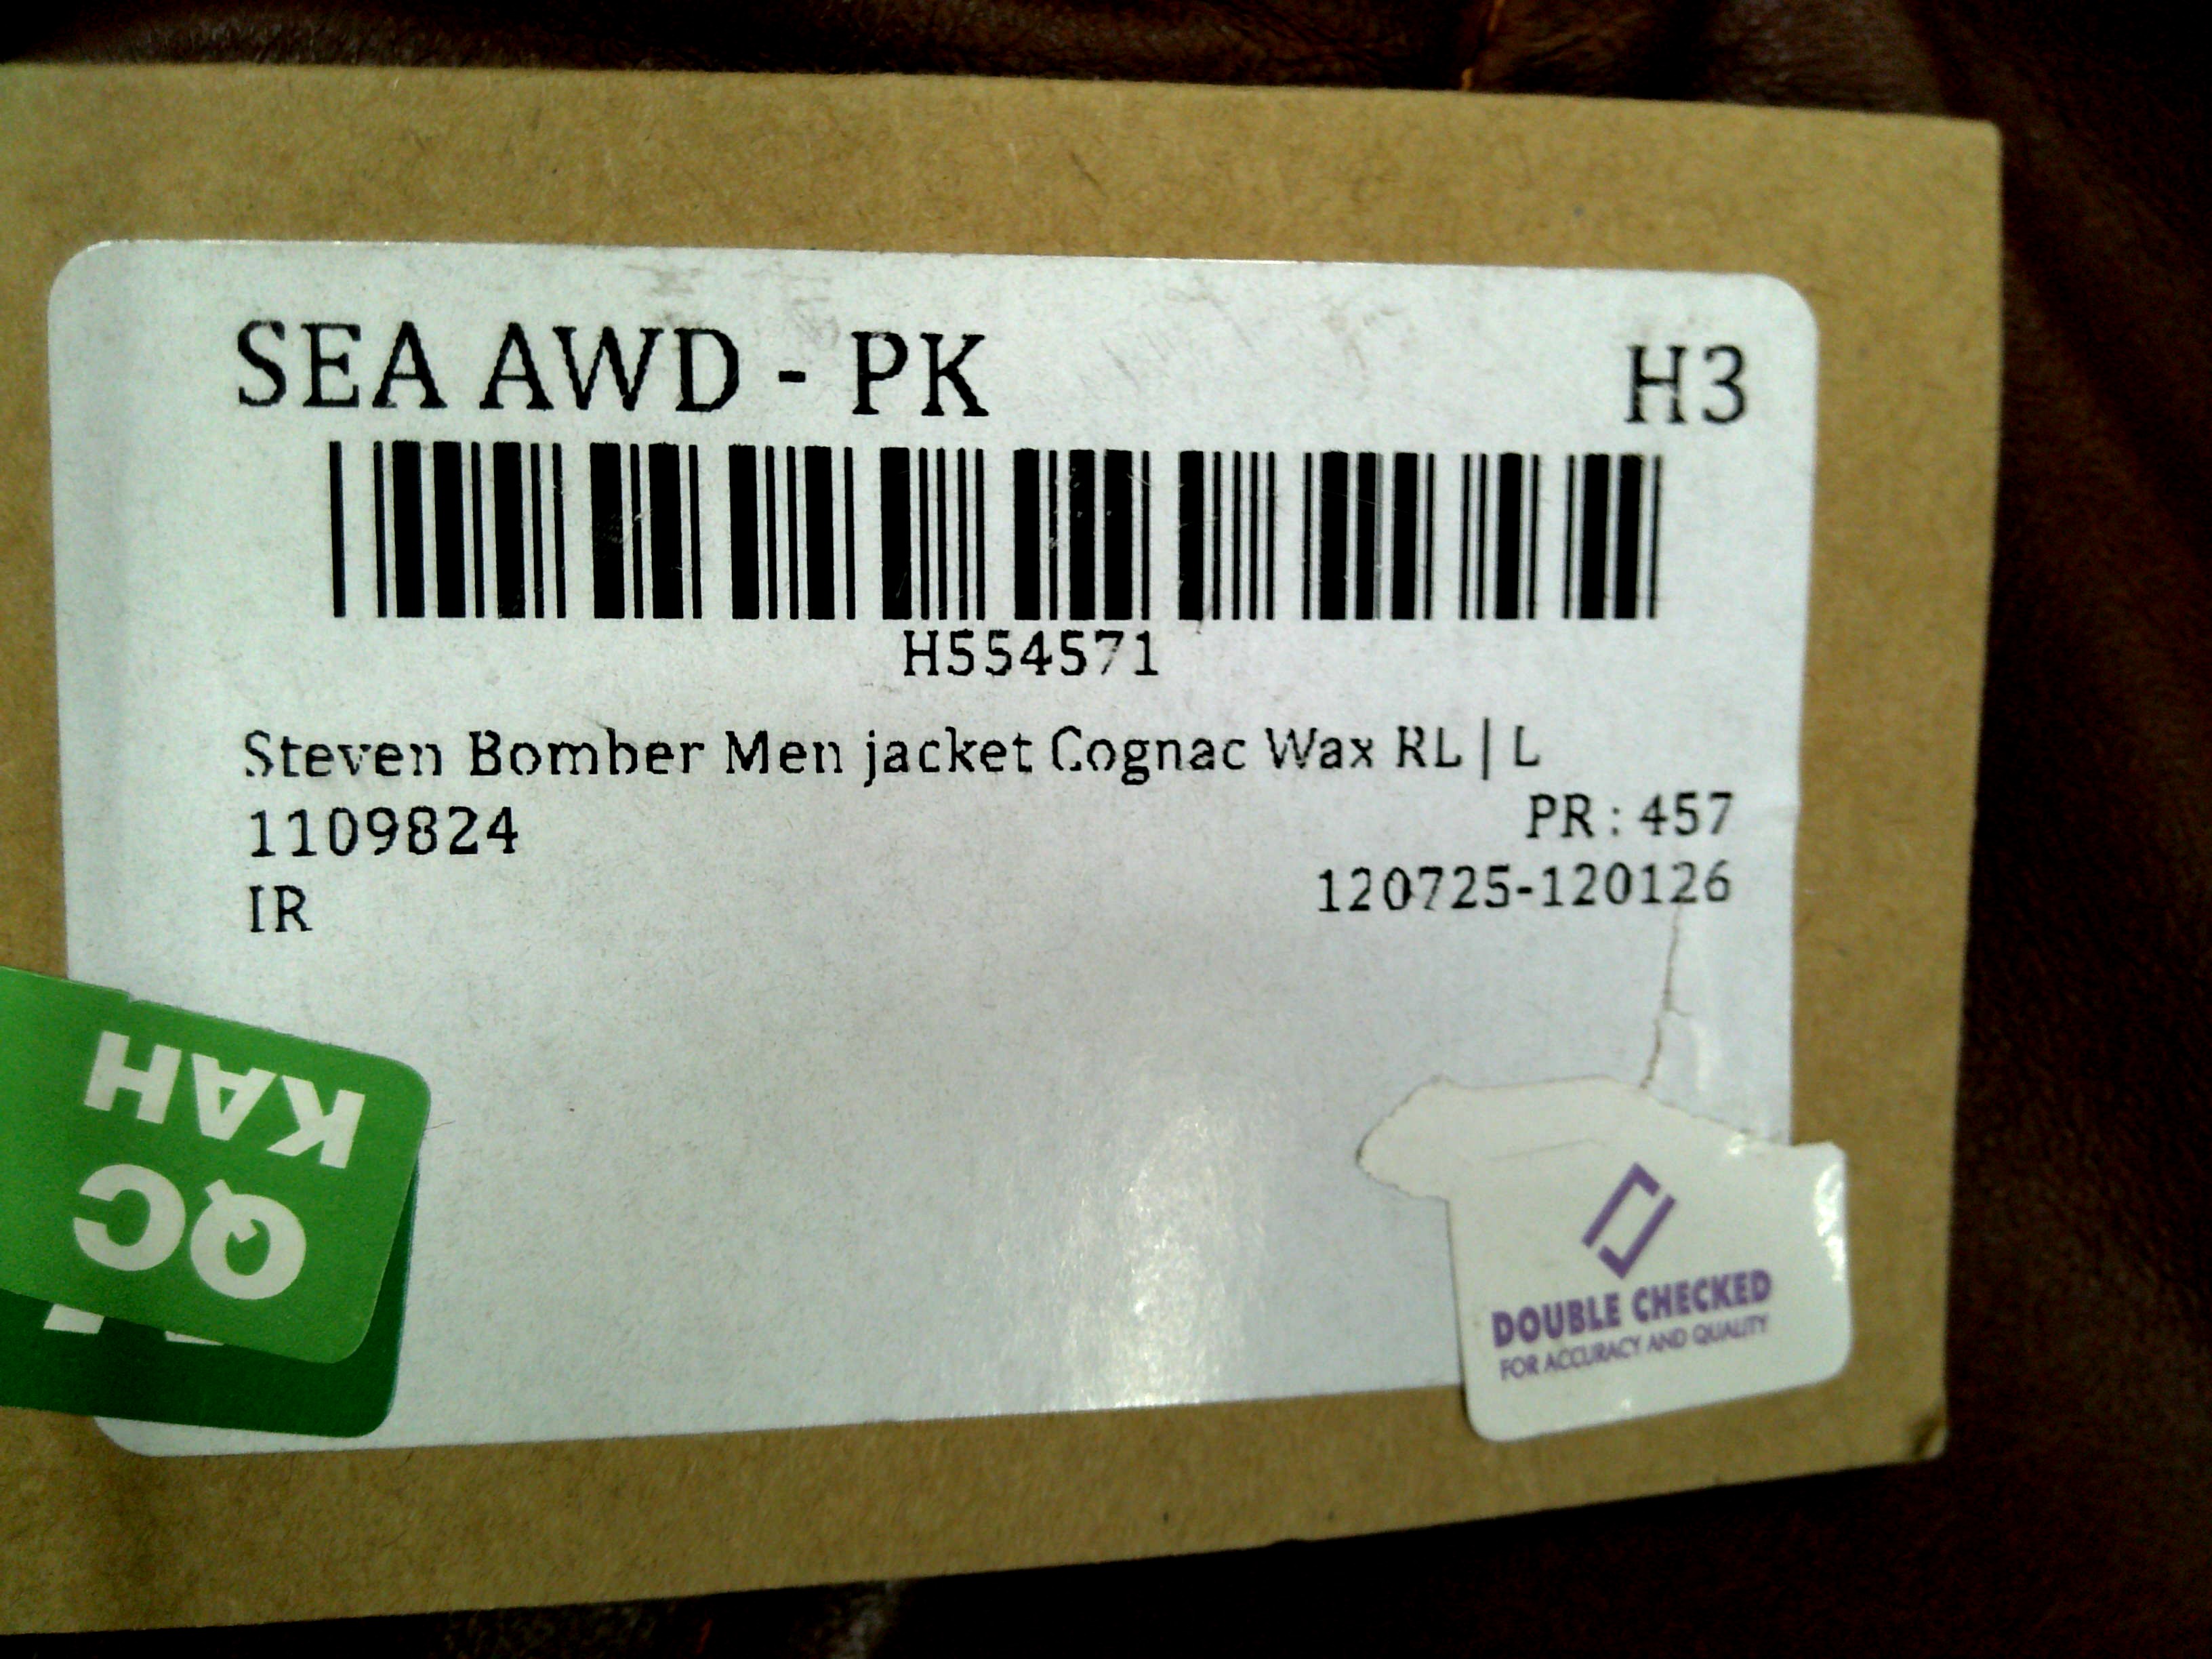 SEA AWD - PK
H3
H554571
Steven Bomber Men jacket Cognac Wax RL | L
1109824
PR : 457
IR
120725-120126
KAH
QC
DOUBLE CHECKED
FOR ACCURACY AND QUALITY